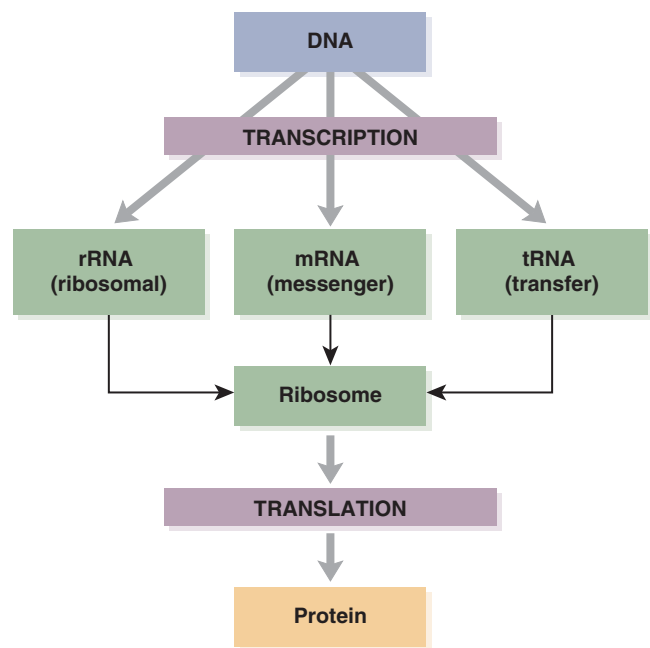 DNA
TRANSCRIPTION
rRNA
(ribosomal)
mRNA
(messenger)
tRNA
(transfer)
Ribosome
TRANSLATION
Protein